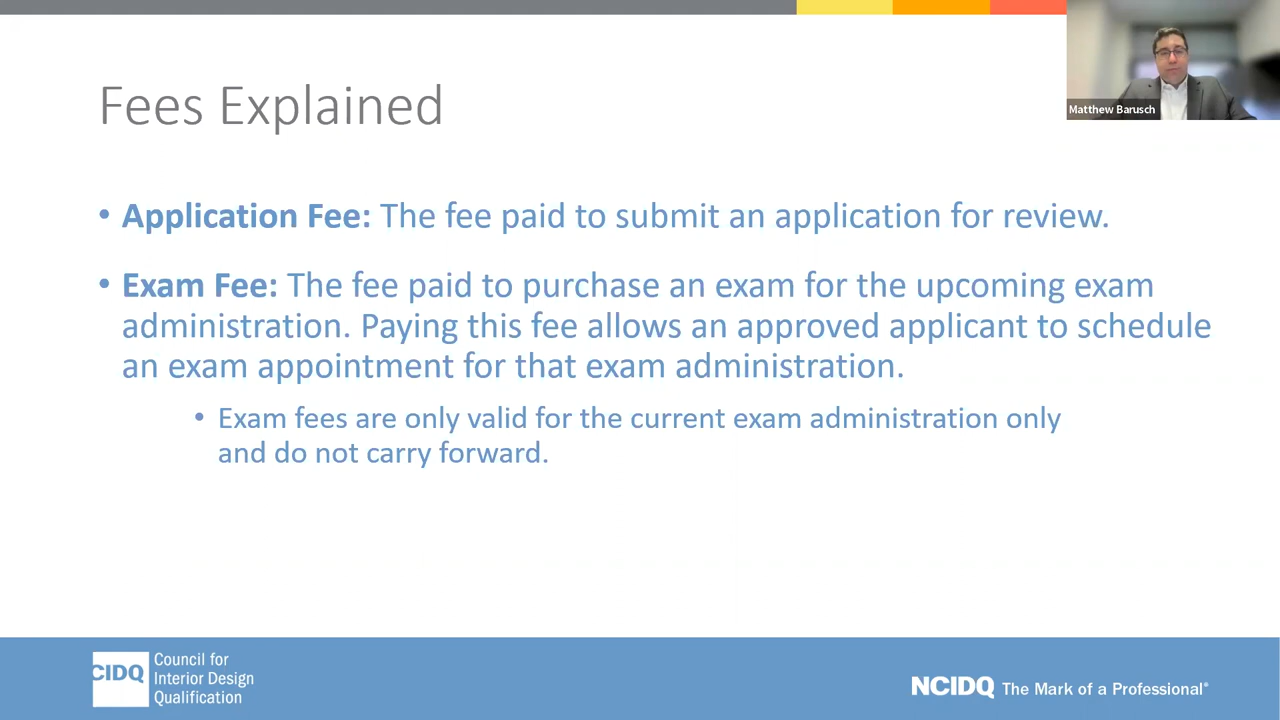 Matthew Barusch
Fees Explained
• Application Fee: The fee paid to submit an application for review.
• Exam Fee: The fee paid to purchase an exam for the upcoming exam
administration. Paying this fee allows an approved applicant to schedule
an exam appointment for that exam administration.
• Exam fees are only valid for the current exam administration only
and do not carry forward.
CIDQ
Council for
Interior Design
Qualification
NCIDQ The Mark of a Professional®